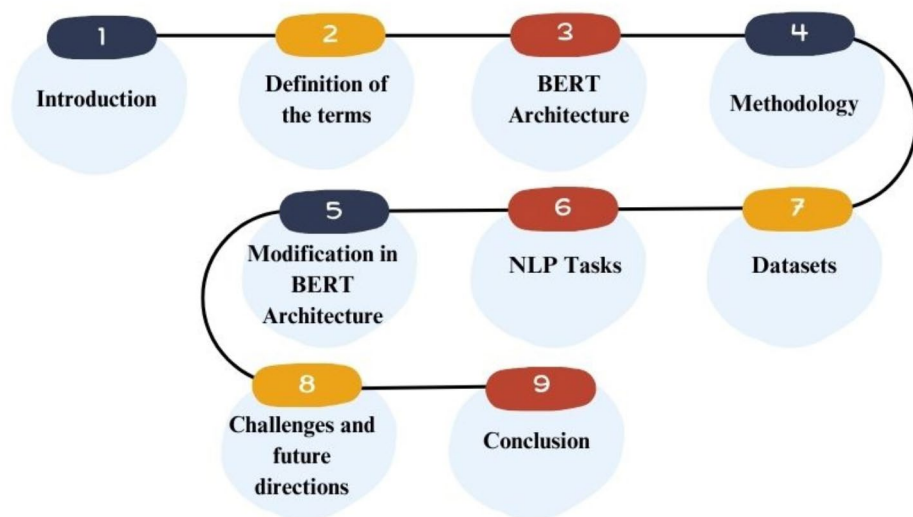 1
Introduction
2
Definition of
the terms
3
BERT
Architecture
4
Methodology
5
Modification in
BERT
Architecture
6
NLP Tasks
7
Datasets
8
Challenges and
future
directions
9
Conclusion